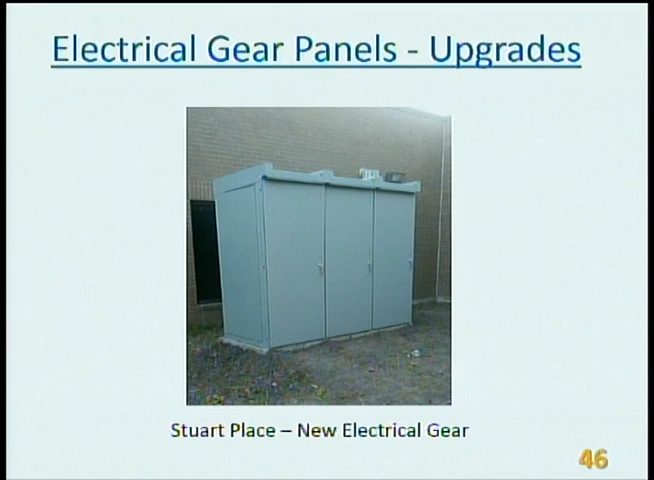 Electrical Gear Panels - Upgrades
Stuart Place – New Electrical Gear
46